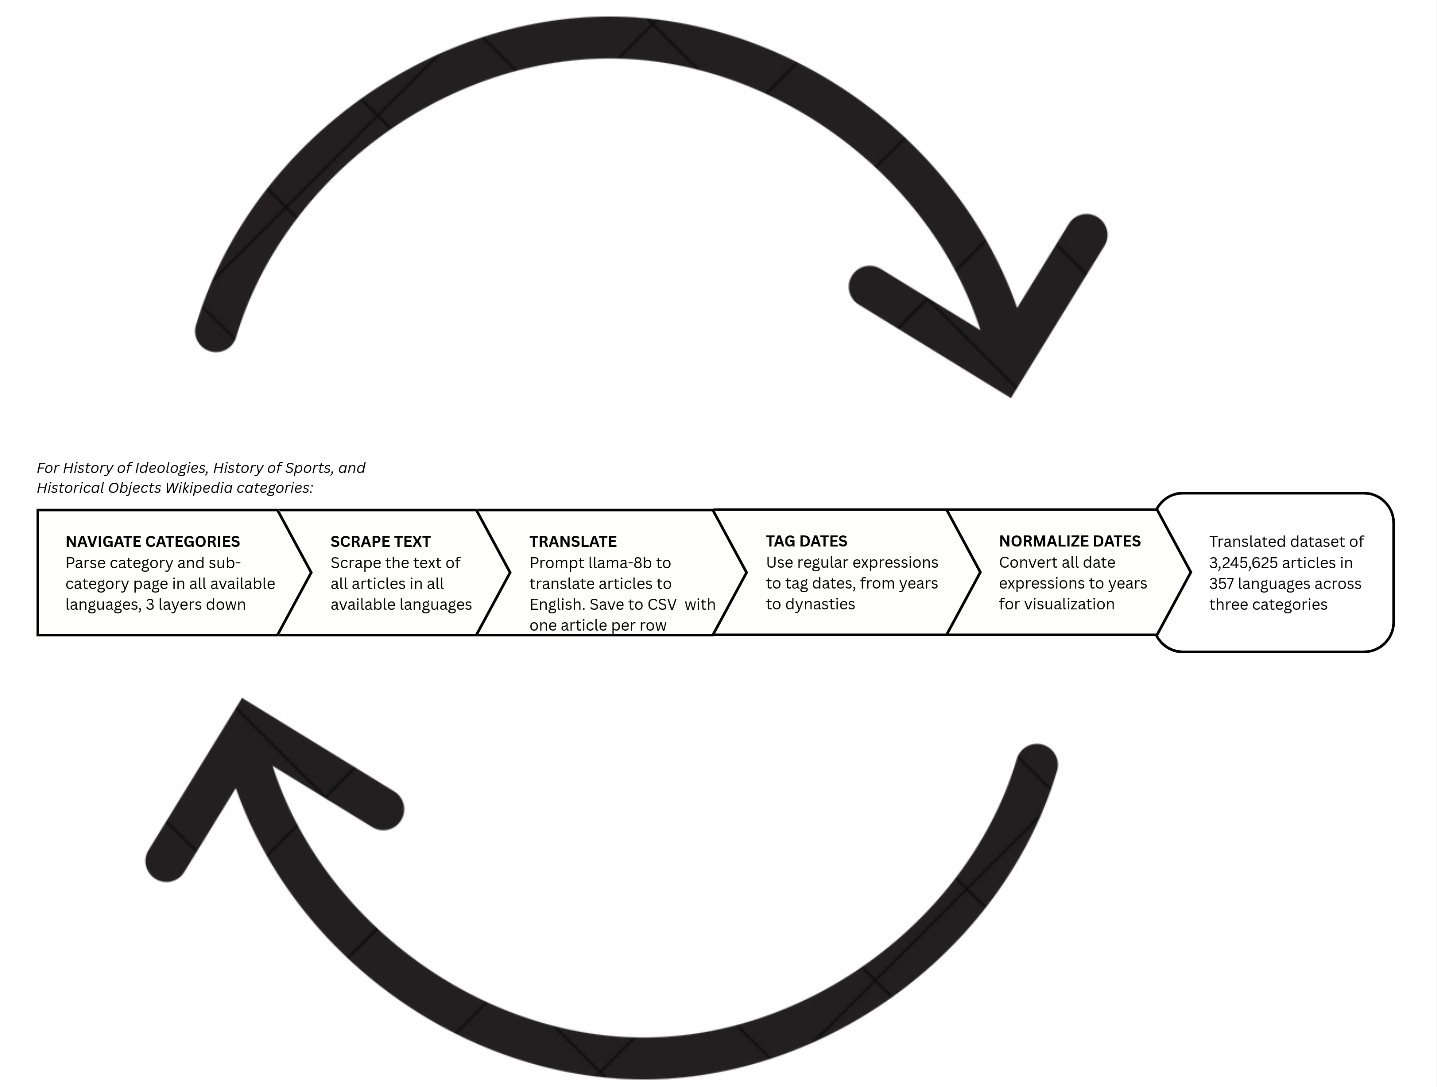 For History of Ideologies, History of Sports, and
Historical Objects Wikipedia categories:
NAVIGATE CATEGORIES
Parse category and sub-
category page in all available
languages, 3 layers down
SCRAPE TEXT
Scrape the text of
all articles in all
available languages
TRANSLATE
Prompt llama-8b to
translate articles to
English. Save to CSV  with
one article per row
TAG DATES
Use regular expressions
to tag dates, from years
to dynasties
NORMALIZE DATES
Convert all date
expressions to years
for visualization
Translated dataset of
3,245,625 articles in
357 languages across
three categories